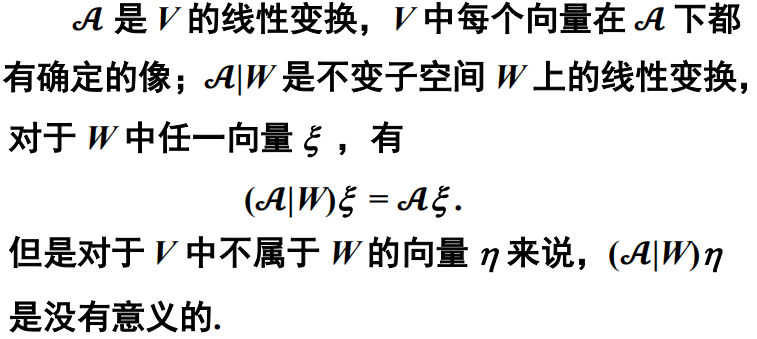 𝒜 是 V 的线性变换，V 中每个向量在 𝒜 下都
有确定的像；𝒜|W 是不变子空间 W 上的线性变换，
对于 W 中任一向量 ξ ，有
(𝒜|W)ξ = 𝒜ξ.
但是对于 V 中不属于 W 的向量 η 来说，(𝒜|W)η
是没有意义的.